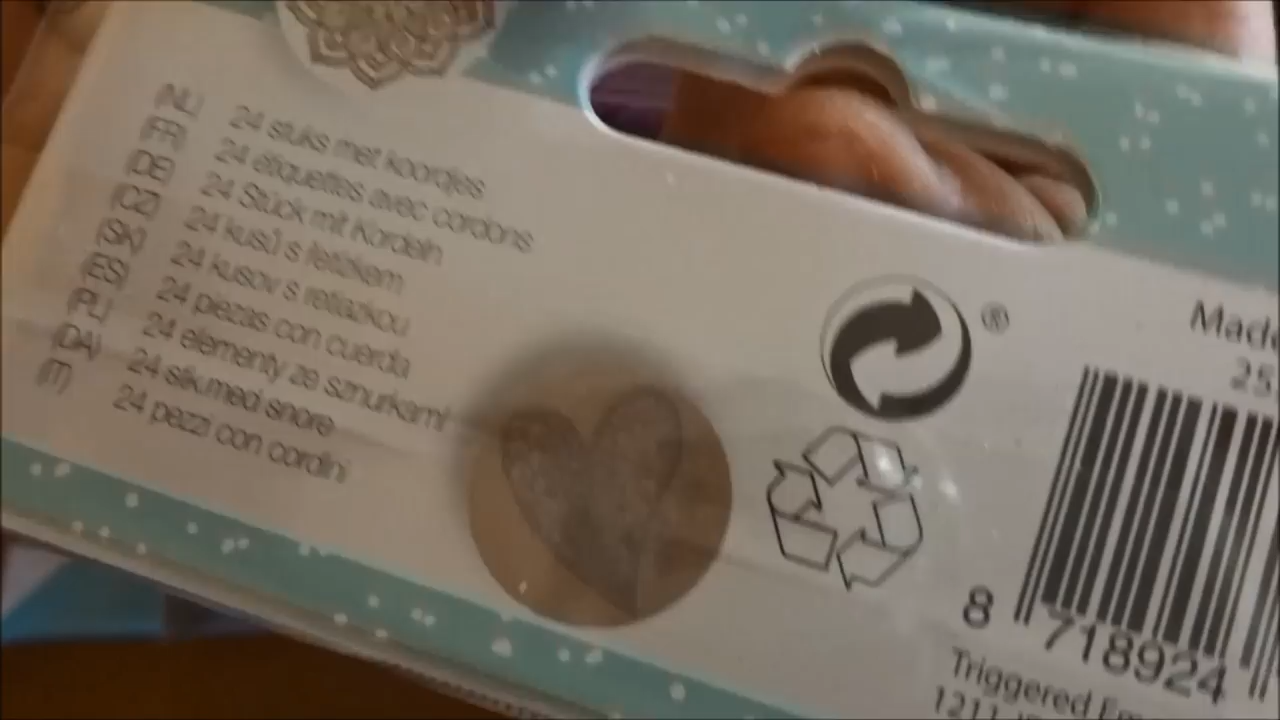 (NL) 24 stuks met koordjes
(FR) 24 étiquettes avec cordons
(DE) 24 Stück mit Kordeln
(CZ) 24 kusů s řetízkem
(SK) 24 kusov s retiazkou
(ES) 24 piezas con cuerda
(PL) 24 elementy ze sznurkami
(DA) 24 stk.med snore
(IT) 24 pezzi con cordini
®
Made
25
8 718924
Triggered
1211